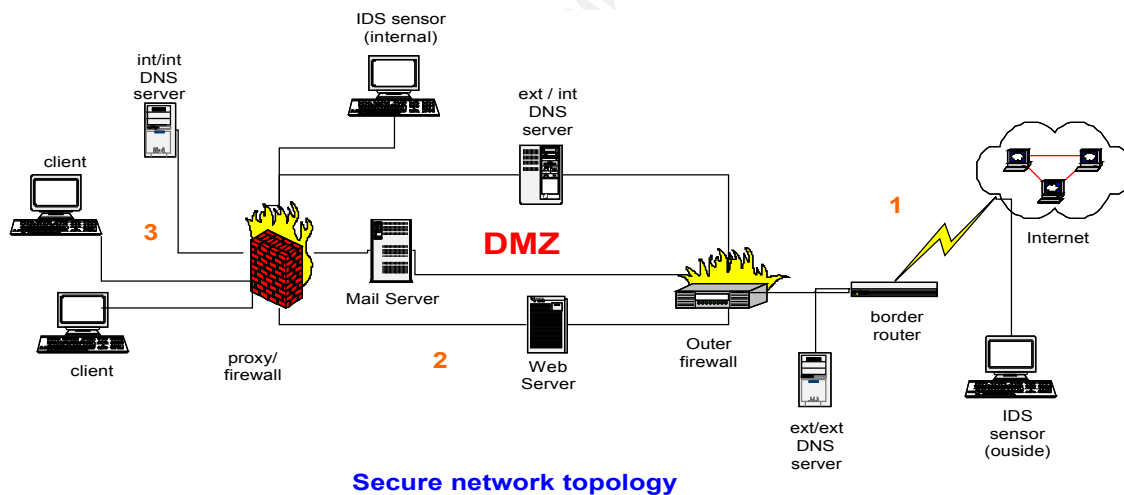 IDS sensor
(internal)
int/int
DNS
server
ext / int
DNS
server
client
3
1
Internet
DMZ
Mail Server
border
router
client
proxy/
firewall
2
Web
Server
Outer
firewall
ext/ext
DNS
server
IDS
sensor
(ouside)
Secure network topology